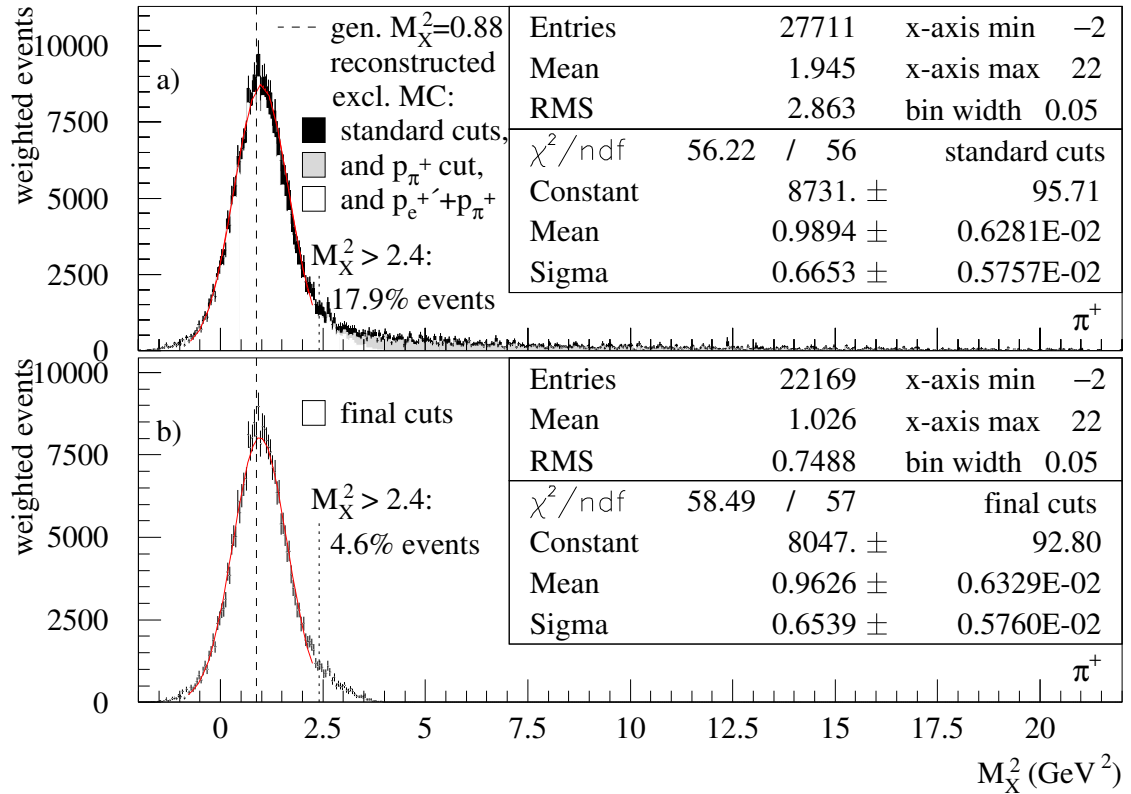 weighted events
10000
7500
5000
2500
0
a)
gen. M_X^2=0.88
reconstructed
excl. MC:
standard cuts,
and p_π+ cut,
and p_e+´+p_π+
M_X^2 > 2.4:
17.9% events
Entries 27711 x-axis min −2
Mean 1.945 x-axis max 22
RMS 2.863 bin width 0.05
χ²/ndf 56.22 / 56 standard cuts
Constant 8731. ± 95.71
Mean 0.9894 ± 0.6281E-02
Sigma 0.6653 ± 0.5757E-02
π+
weighted events
10000
7500
5000
2500
0
b)
final cuts
M_X^2 > 2.4:
4.6% events
Entries 22169 x-axis min −2
Mean 1.026 x-axis max 22
RMS 0.7488 bin width 0.05
χ²/ndf 58.49 / 57 final cuts
Constant 8047. ± 92.80
Mean 0.9626 ± 0.6329E-02
Sigma 0.6539 ± 0.5760E-02
π+
0 2.5 5 7.5 10 12.5 15 17.5 20
M_X^2 (GeV²)